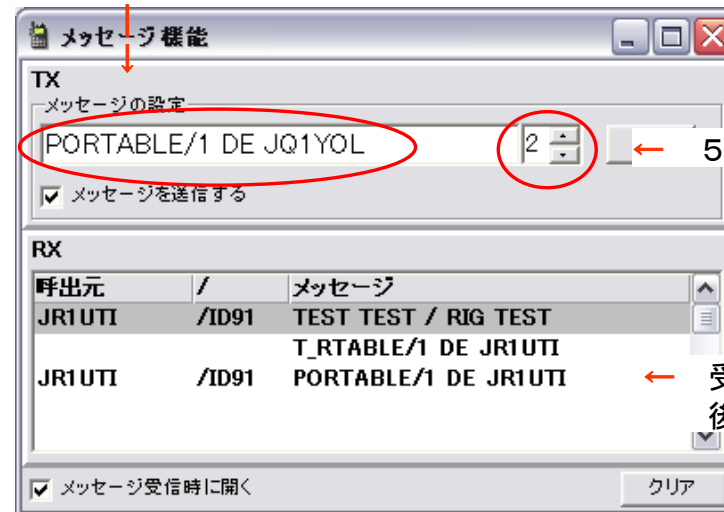 メッセージ機能
TX
メッセージの設定
PORTABLE/1 DE JQ1YOL 2
← 5
メッセージを送信する
RX
呼出元 / メッセージ
JR1UTI /ID91 TEST TEST / RIG TEST
T_RTABLE/1 DE JR1UTI
JR1UTI /ID91 PORTABLE/1 DE JR1UTI ← 受
後
メッセージ受信時に開く クリア